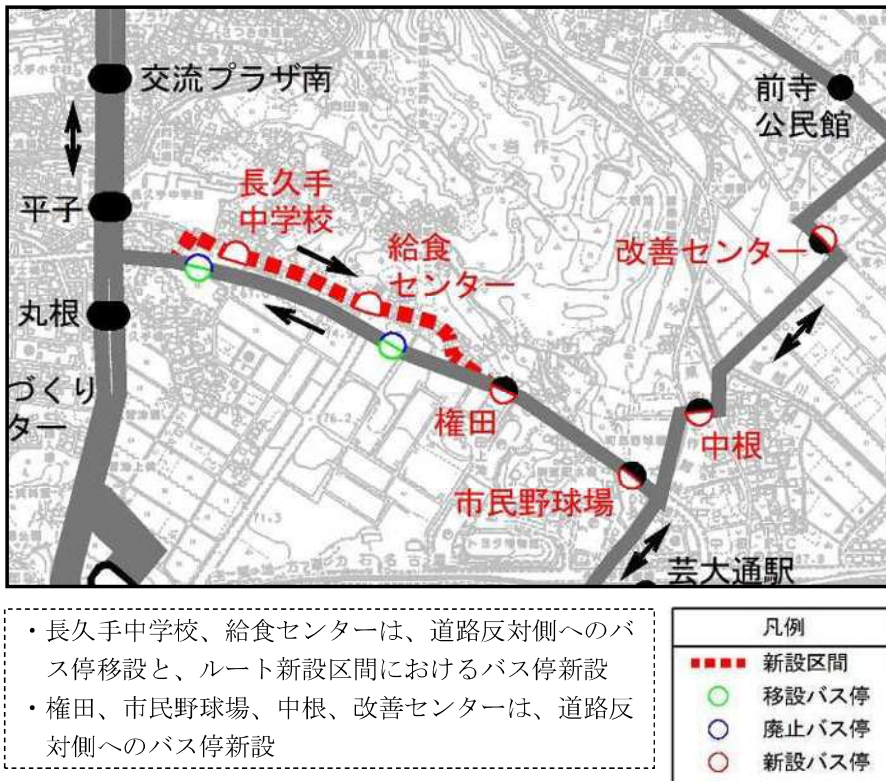 交流プラザ南
前寺
公民館
長久手
中学校
平子
給食
センター
改善センター
丸根
づくり
ター
権田
中根
市民野球場
芸大通駅
・長久手中学校、給食センターは、道路反対側へのバ
ス停移設と、ルート新設区間におけるバス停新設
・権田、市民野球場、中根、改善センターは、道路反
対側へのバス停新設
凡例
新設区間
移設バス停
廃止バス停
新設バス停